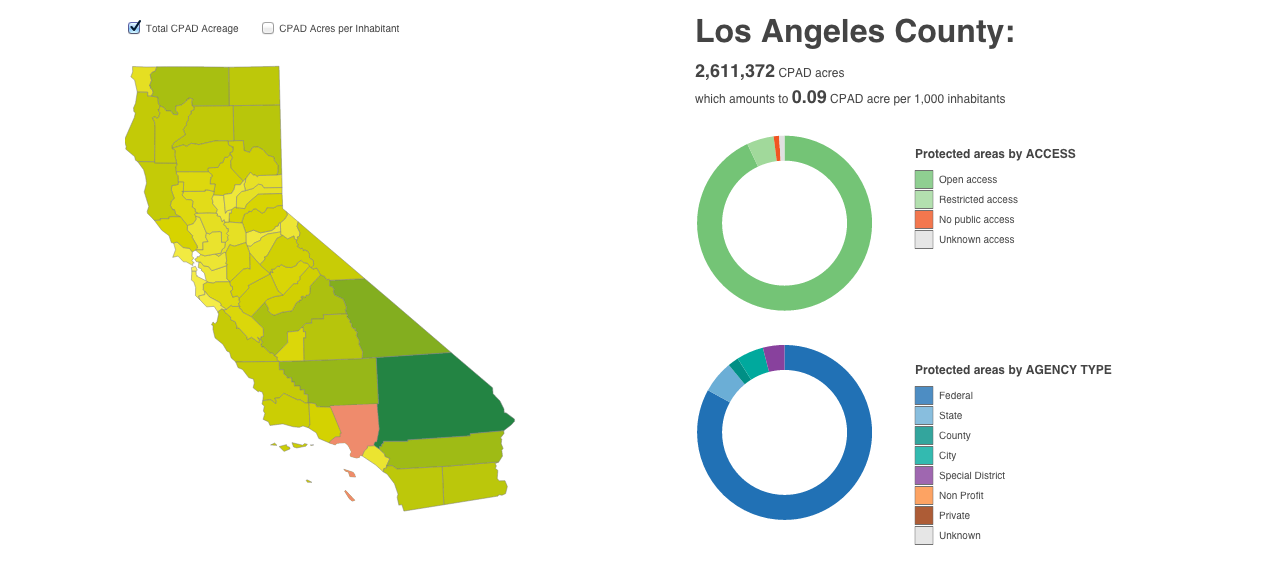 Total CPAD Acreage
CPAD Acres per Inhabitant
Los Angeles County:
2,611,372 CPAD acres
which amounts to 0.09 CPAD acre per 1,000 inhabitants
Protected areas by ACCESS
Open access
Restricted access
No public access
Unknown access
Protected areas by AGENCY TYPE
Federal
State
County
City
Special District
Non Profit
Private
Unknown